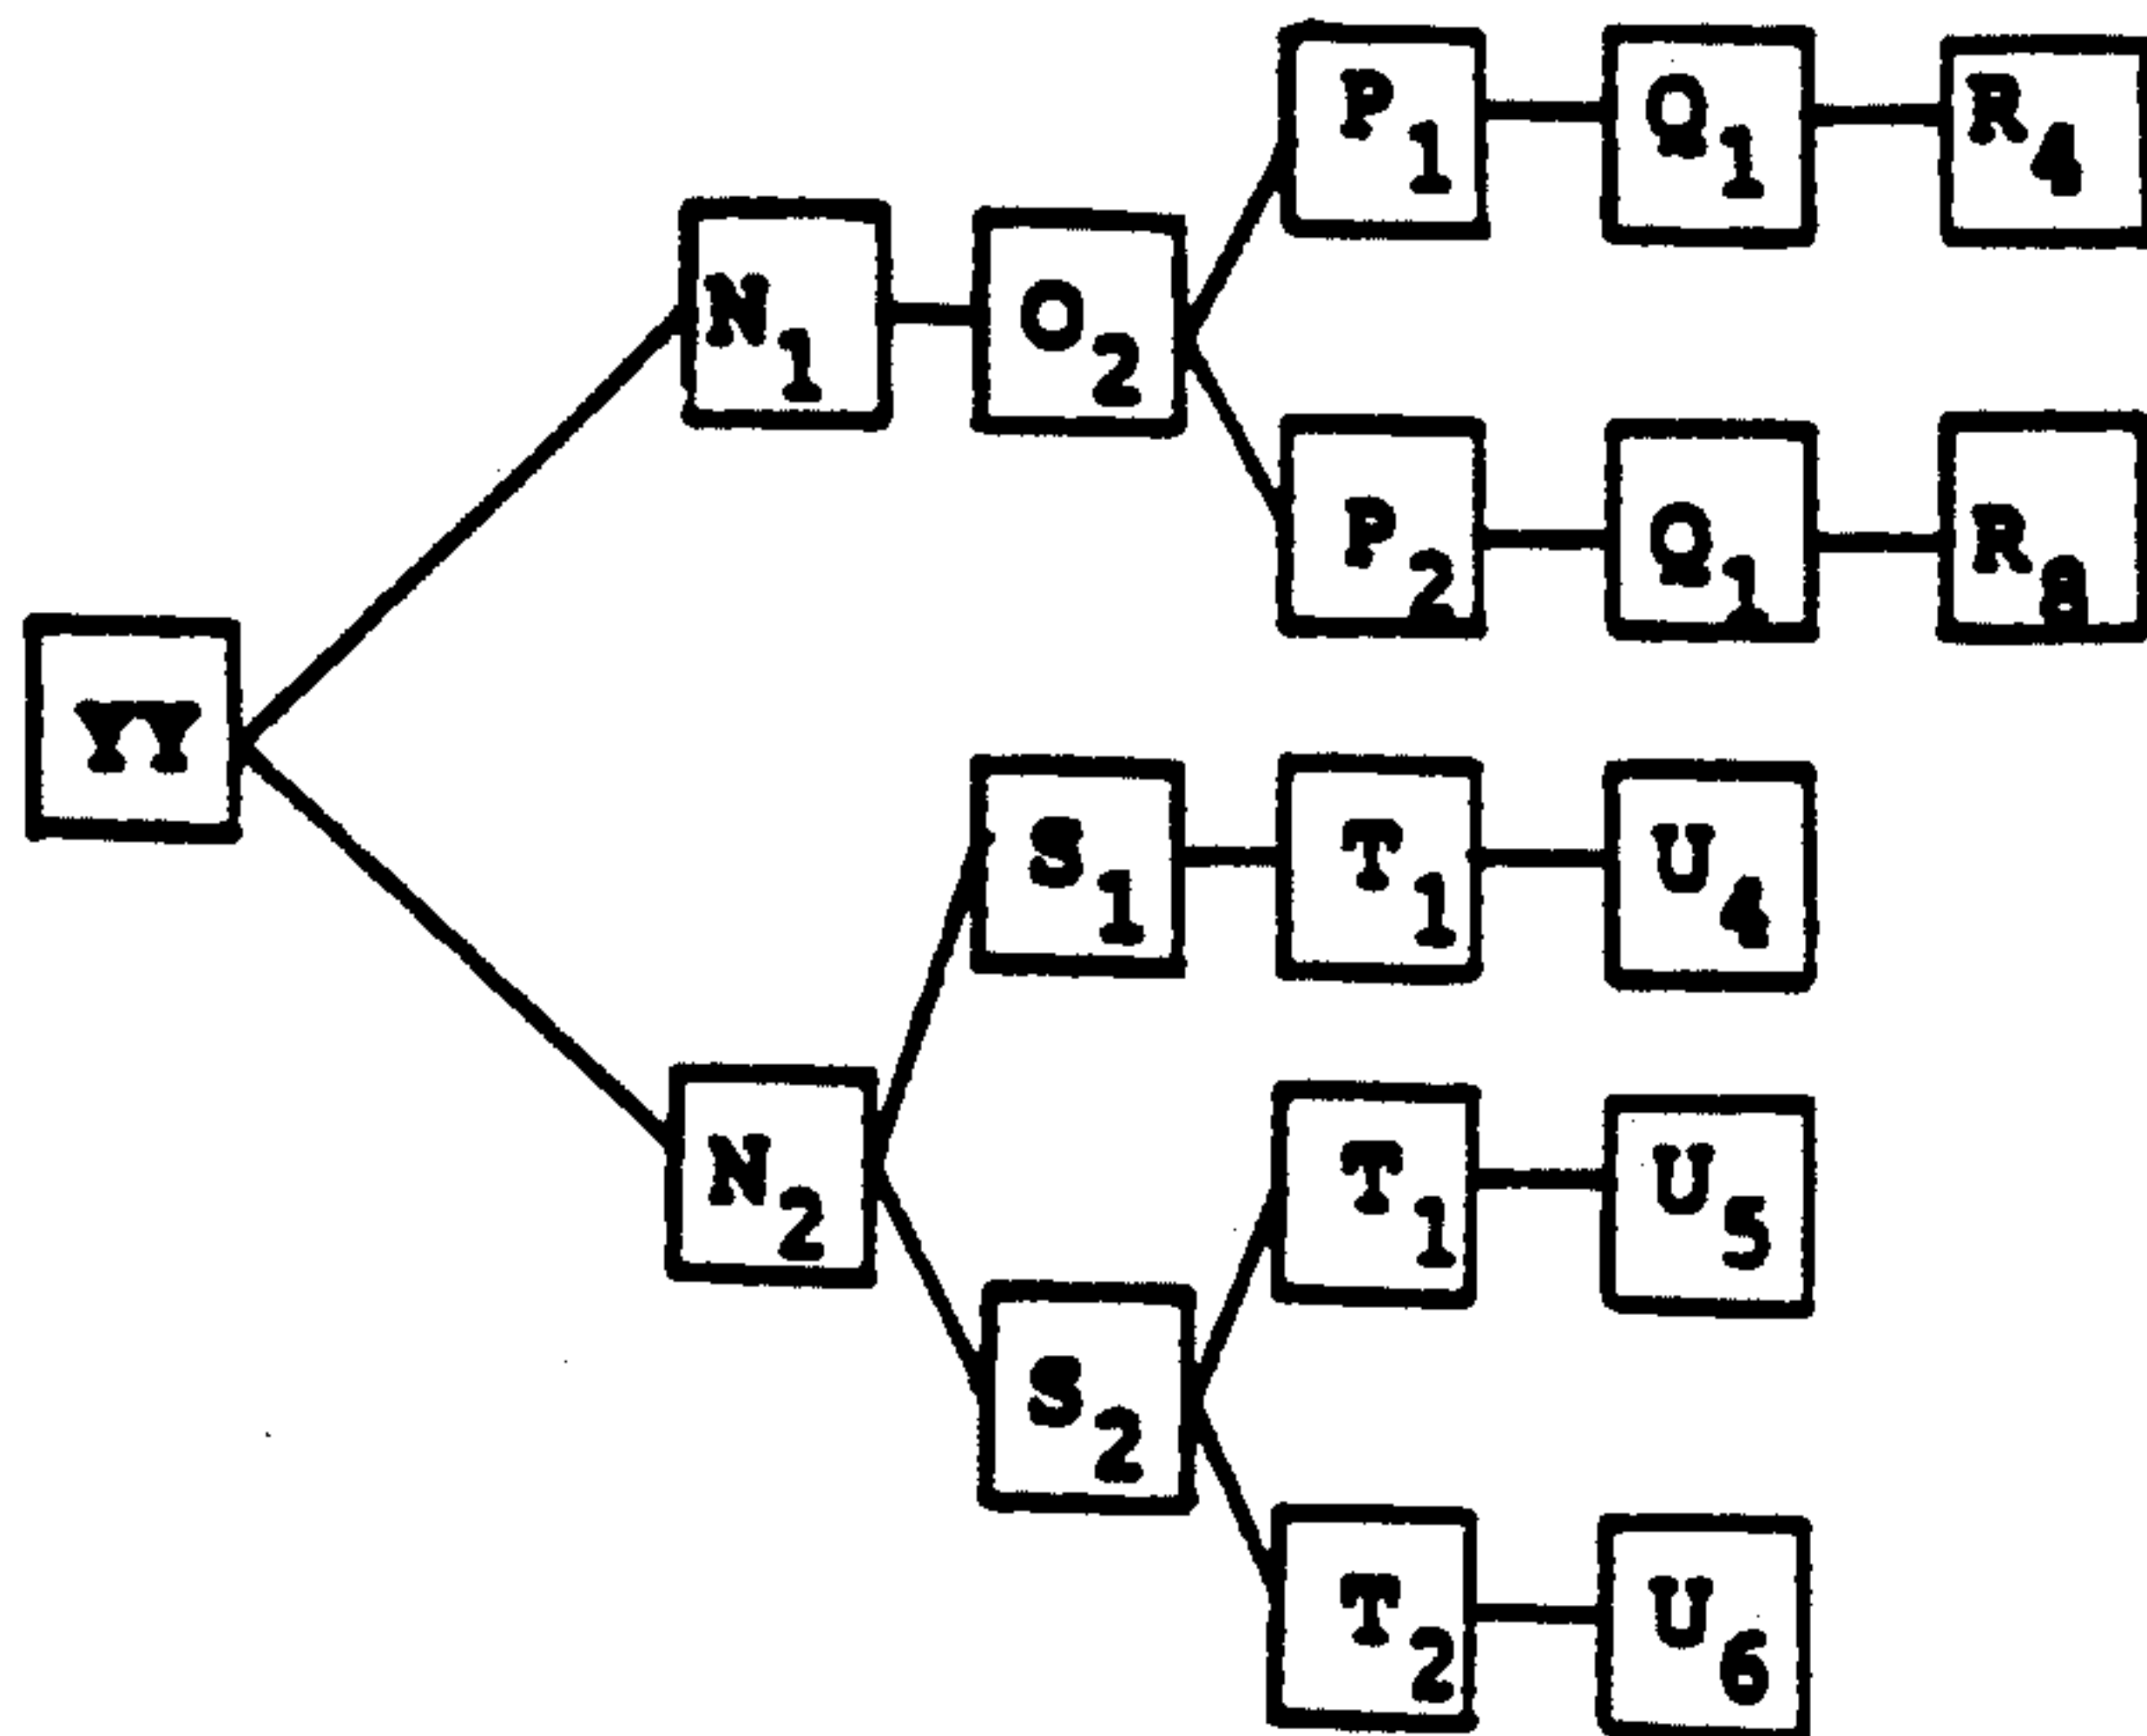 P₁ Q₁ R₄
N₁ O₂
P₂ Q₁ R₈
YY
S₁ T₁ U₄
N₂ T₁ U₅
S₂
T₂ U₆